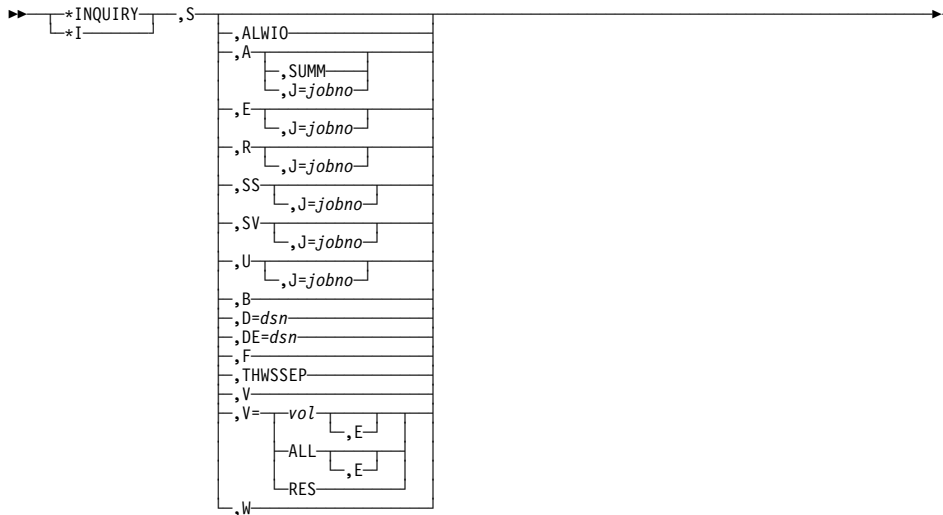 *INQUIRY ,S
*I
,ALWIO
,A
,SUMM
,J=jobno
,E
,J=jobno
,R
,J=jobno
,SS
,J=jobno
,SV
,J=jobno
,U
,J=jobno
,B
,D=dsn
,DE=dsn
,F
,THWSSEP
,V
,V= vol
,E
ALL
,E
RES
,W